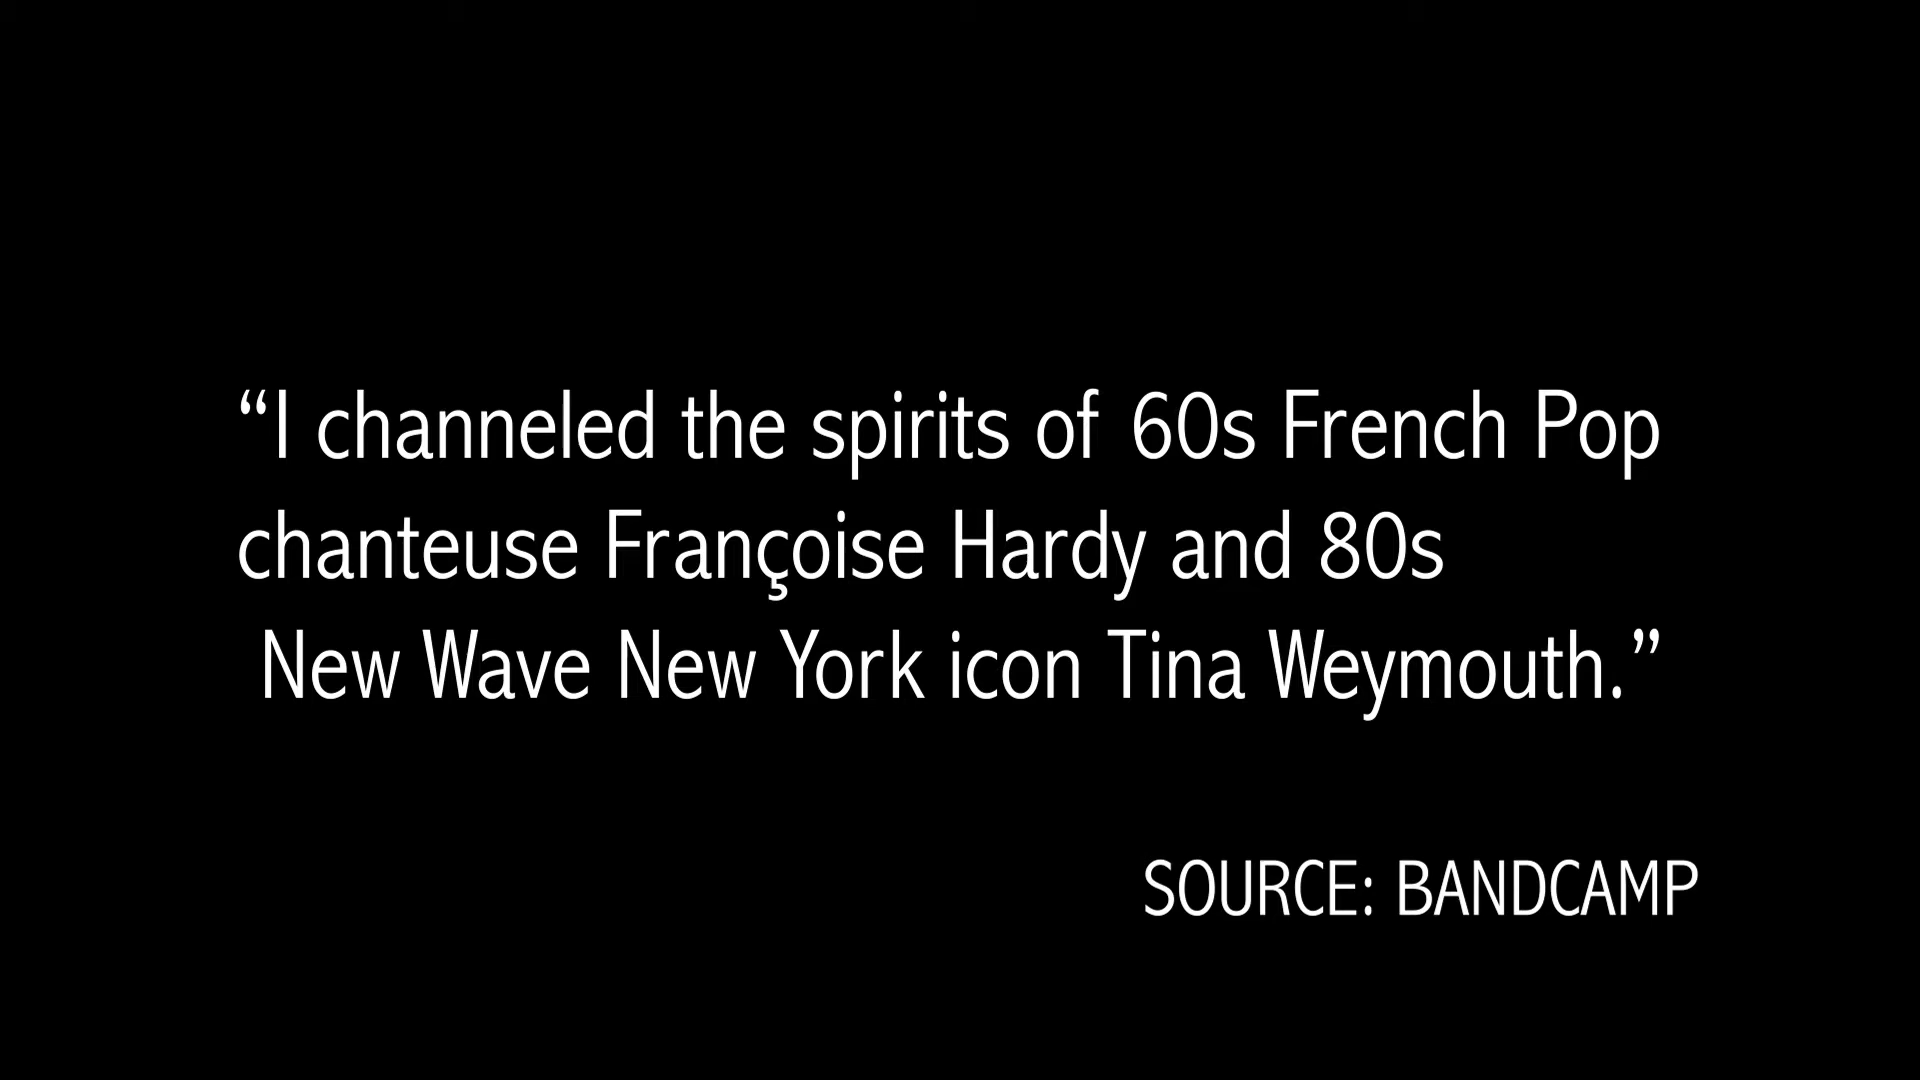 “I channeled the spirits of 60s French Pop
chanteuse Françoise Hardy and 80s
New Wave New York icon Tina Weymouth.”
SOURCE: BANDCAMP